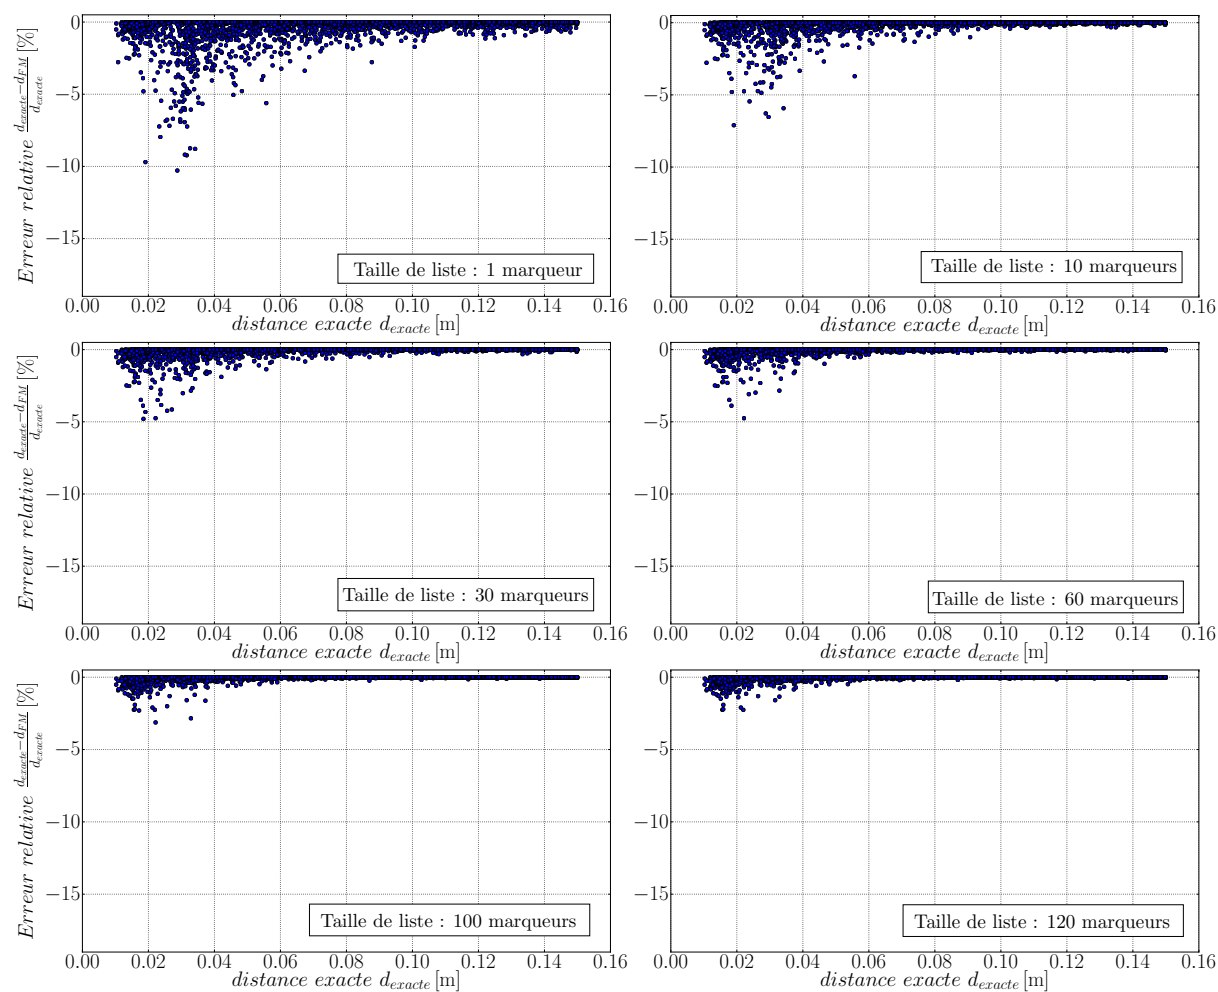 0
−5
−10
−15
Erreur relative (d_exacte − d_FM)/d_exacte [%]
Taille de liste : 1 marqueur
0.00 0.02 0.04 0.06 0.08 0.10 0.12 0.14 0.16
distance exacte d_exacte [m]
0
−5
−10
−15
Taille de liste : 10 marqueurs
0.00 0.02 0.04 0.06 0.08 0.10 0.12 0.14 0.16
distance exacte d_exacte [m]
0
−5
−10
−15
Erreur relative (d_exacte − d_FM)/d_exacte [%]
Taille de liste : 30 marqueurs
0.00 0.02 0.04 0.06 0.08 0.10 0.12 0.14 0.16
distance exacte d_exacte [m]
0
−5
−10
−15
Taille de liste : 60 marqueurs
0.00 0.02 0.04 0.06 0.08 0.10 0.12 0.14 0.16
distance exacte d_exacte [m]
0
−5
−10
−15
Erreur relative (d_exacte − d_FM)/d_exacte [%]
Taille de liste : 100 marqueurs
0.00 0.02 0.04 0.06 0.08 0.10 0.12 0.14 0.16
distance exacte d_exacte [m]
0
−5
−10
−15
Taille de liste : 120 marqueurs
0.00 0.02 0.04 0.06 0.08 0.10 0.12 0.14 0.16
distance exacte d_exacte [m]